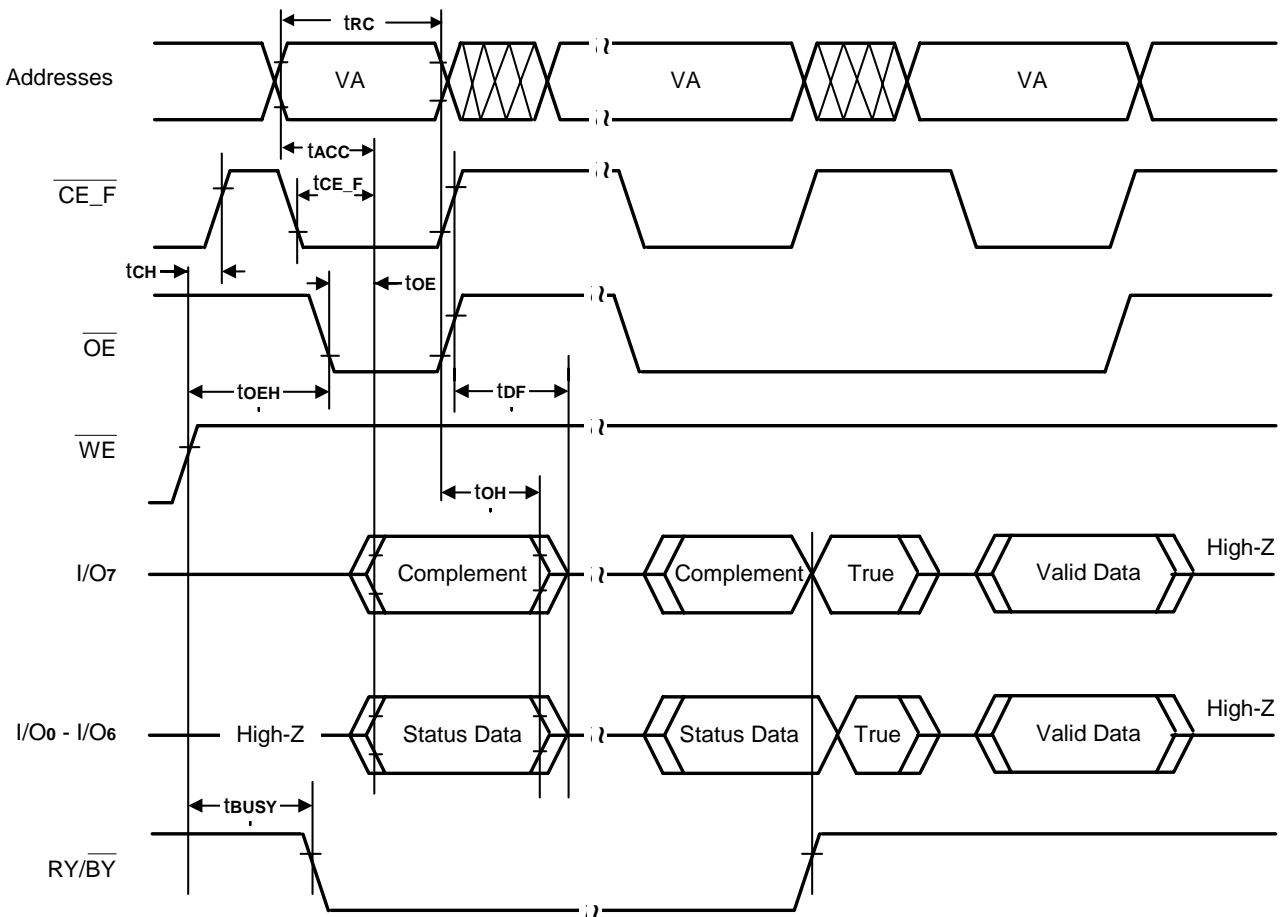 tRC
Addresses VA VA VA
tACC
CE_F tCE_F
tCH tOE
OE
tOEH tDF
WE
tOH
I/O7 Complement Complement True Valid Data High-Z
I/O0 - I/O6 High-Z Status Data Status Data True Valid Data High-Z
tBUSY
RY/BY